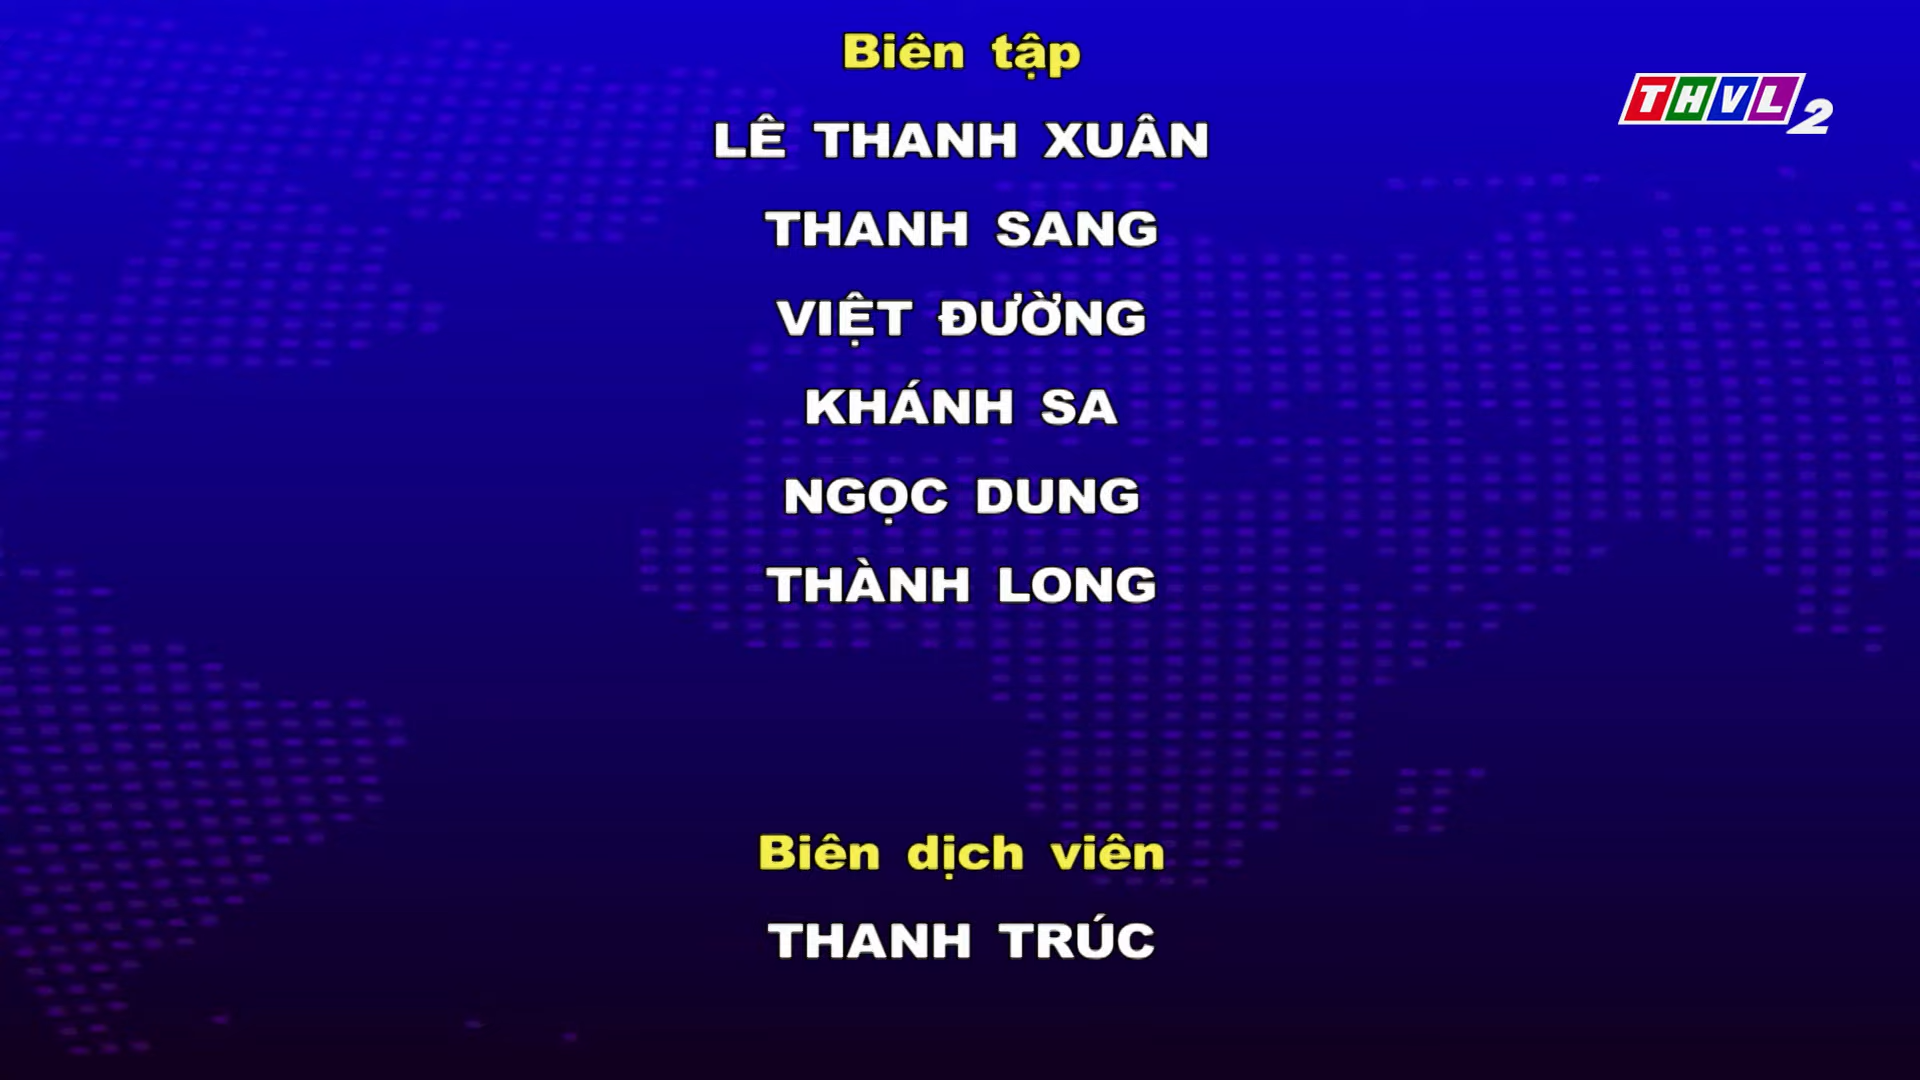 Biên tập
THVL2
LÊ THANH XUÂN
THANH SANG
VIỆT ĐƯỜNG
KHÁNH SA
NGỌC DUNG
THÀNH LONG
Biên dịch viên
THANH TRÚC